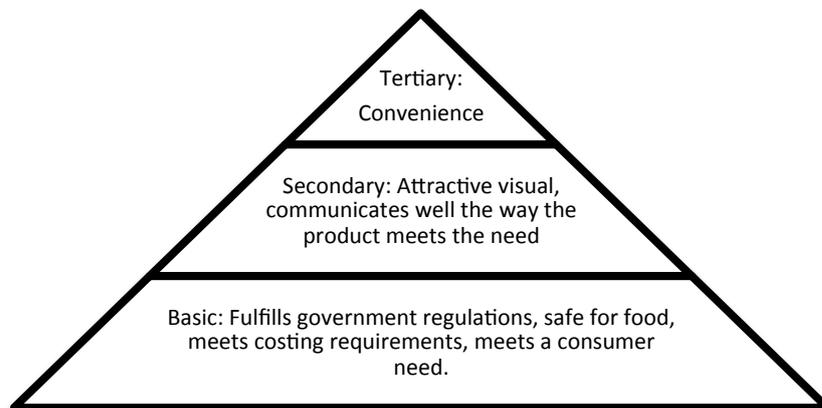 Tertiary:
Convenience
Secondary: Attractive visual,
communicates well the way the
product meets the need
Basic: Fulfills government regulations, safe for food,
meets costing requirements, meets a consumer
need.